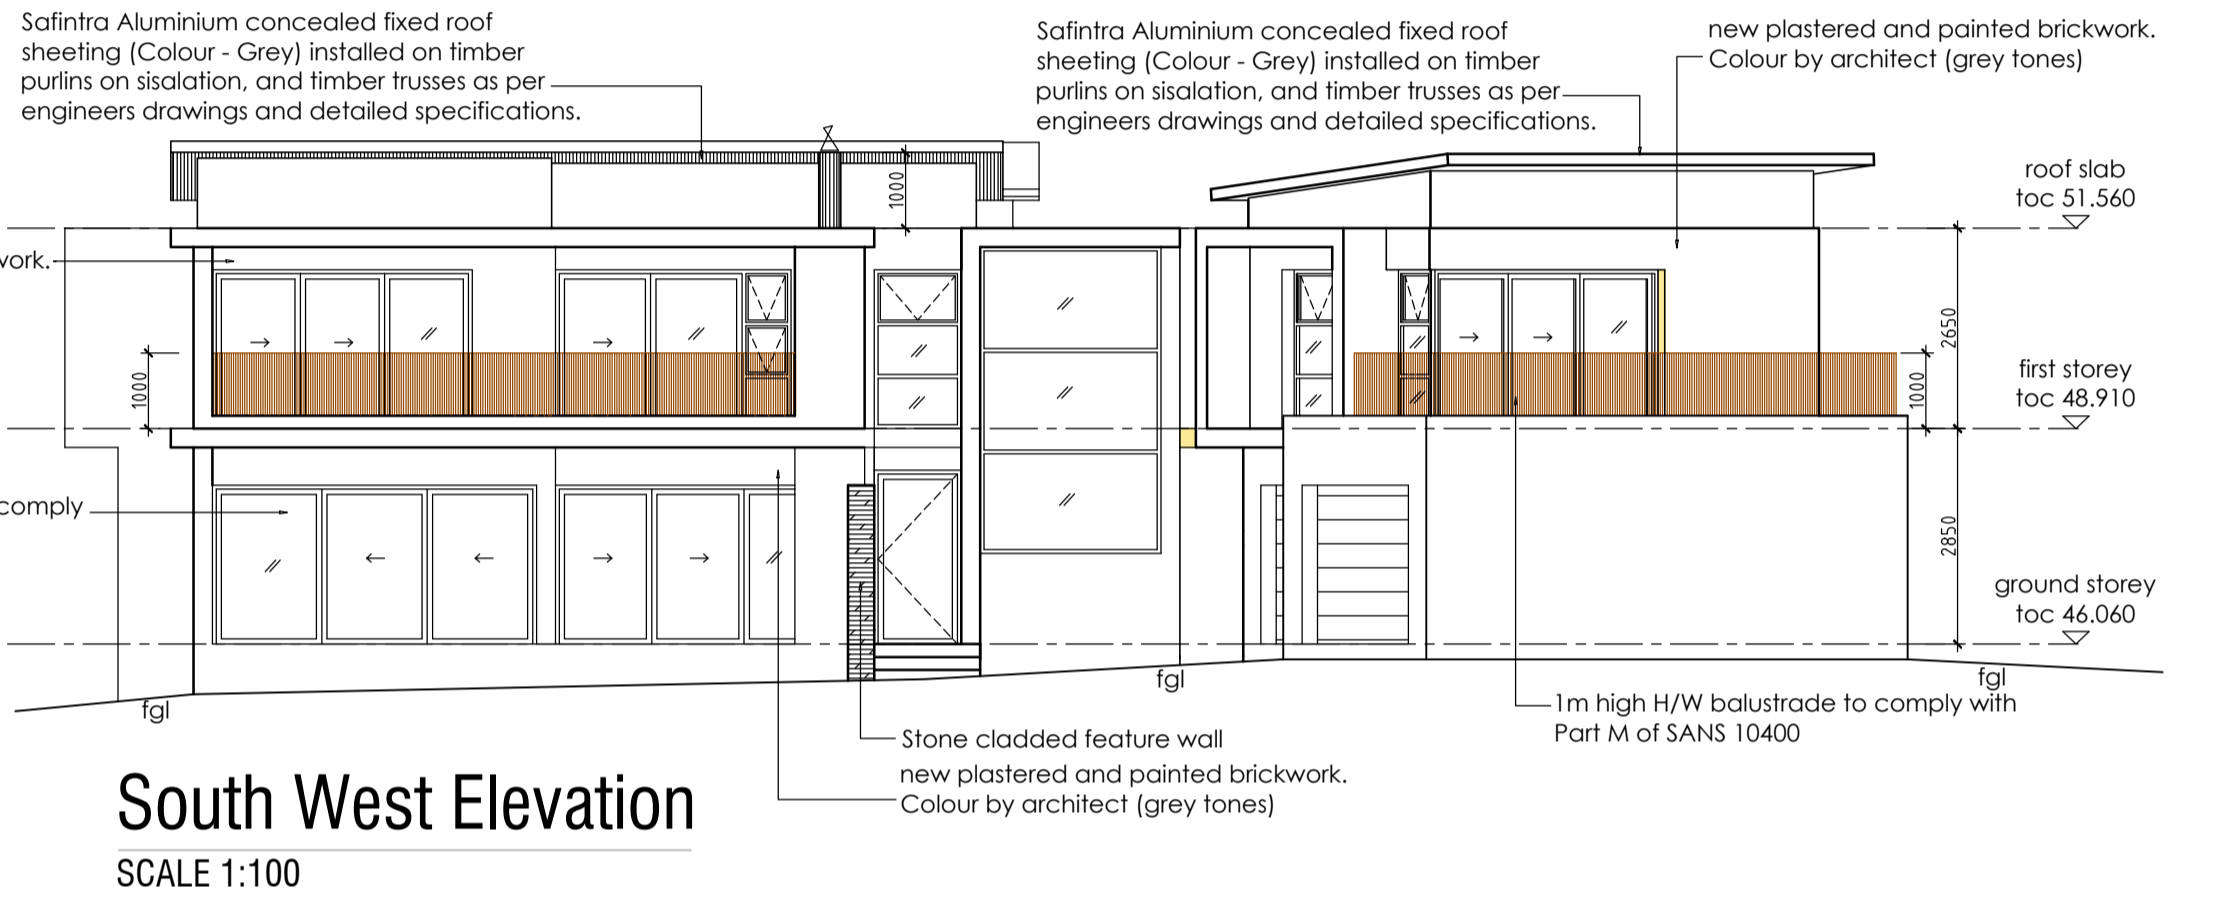 Safintra Aluminium concealed fixed roof
sheeting (Colour - Grey) installed on timber
purlins on sisalation, and timber trusses as per
engineers drawings and detailed specifications.
Safintra Aluminium concealed fixed roof
sheeting (Colour - Grey) installed on timber
purlins on sisalation, and timber trusses as per
engineers drawings and detailed specifications.
new plastered and painted brickwork.
Colour by architect (grey tones)
1000
roof slab
toc 51.560
work.
2650
1000
first storey
toc 48.910
1000
comply
2850
ground storey
toc 46.060
fgl
fgl
fgl
1m high H/W balustrade to comply with
Part M of SANS 10400
Stone cladded feature wall
new plastered and painted brickwork.
Colour by architect (grey tones)
South West Elevation
SCALE 1:100